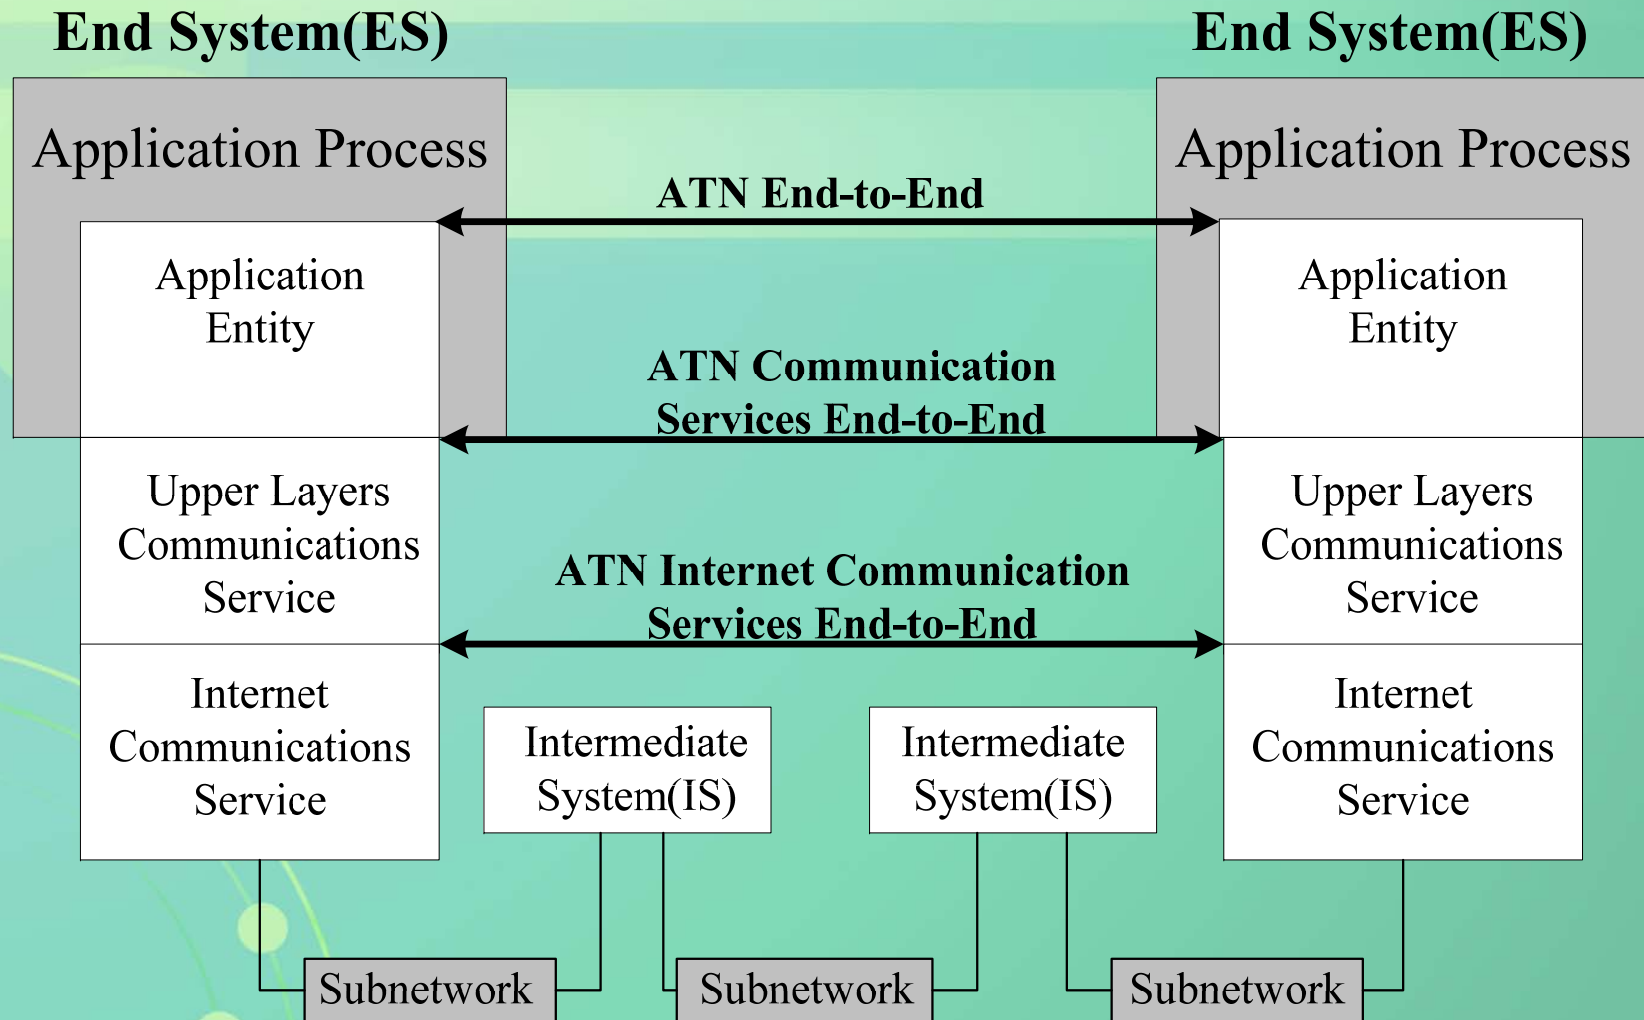 End System(ES)
End System(ES)
Application Process
Application Process
ATN End-to-End
Application
Entity
Application
Entity
ATN Communication
Services End-to-End
Upper Layers
Communications
Service
Upper Layers
Communications
Service
ATN Internet Communication
Services End-to-End
Internet
Communications
Service
Intermediate
System(IS)
Intermediate
System(IS)
Internet
Communications
Service
Subnetwork
Subnetwork
Subnetwork